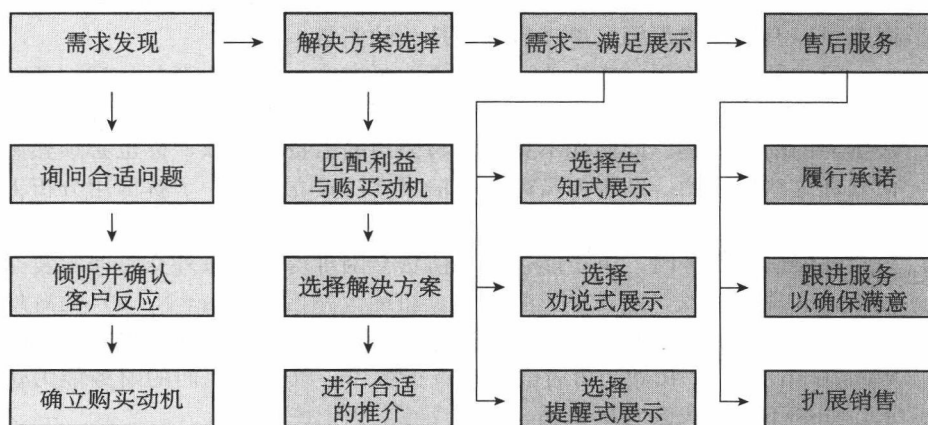 需求发现
解决方案选择
需求—满足展示
售后服务
询问合适问题
匹配利益
与购买动机
选择告
知式展示
履行承诺
倾听并确认
客户反应
选择解决方案
选择
劝说式展示
跟进服务
以确保满意
确立购买动机
进行合适
的推介
选择
提醒式展示
扩展销售